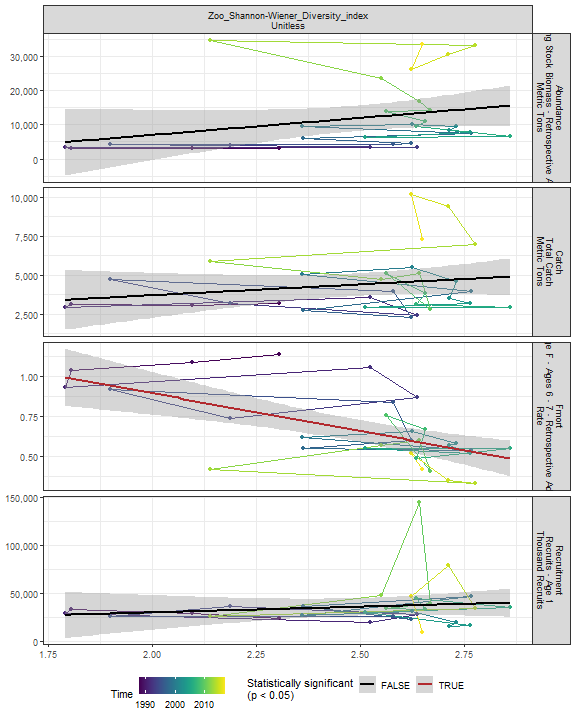 Zoo_Shannon-Wiener_Diversity_index
Unitless
30,000
20,000
10,000
0
Abundance
Stock Biomass - Retrospective
Metric Tons
10,000
7,500
5,000
2,500
Catch
Total Catch
Metric Tons
1.00
0.75
0.50
Fmort
F - Ages 6 - 7 - Retrospective
Rate
150,000
100,000
50,000
0
Recruitment
Recruits - Age 1
Thousand Recruits
1.75
2.00
2.25
2.50
2.75
Time
1990
2000
2010
Statistically significant
(p < 0.05)
FALSE
TRUE